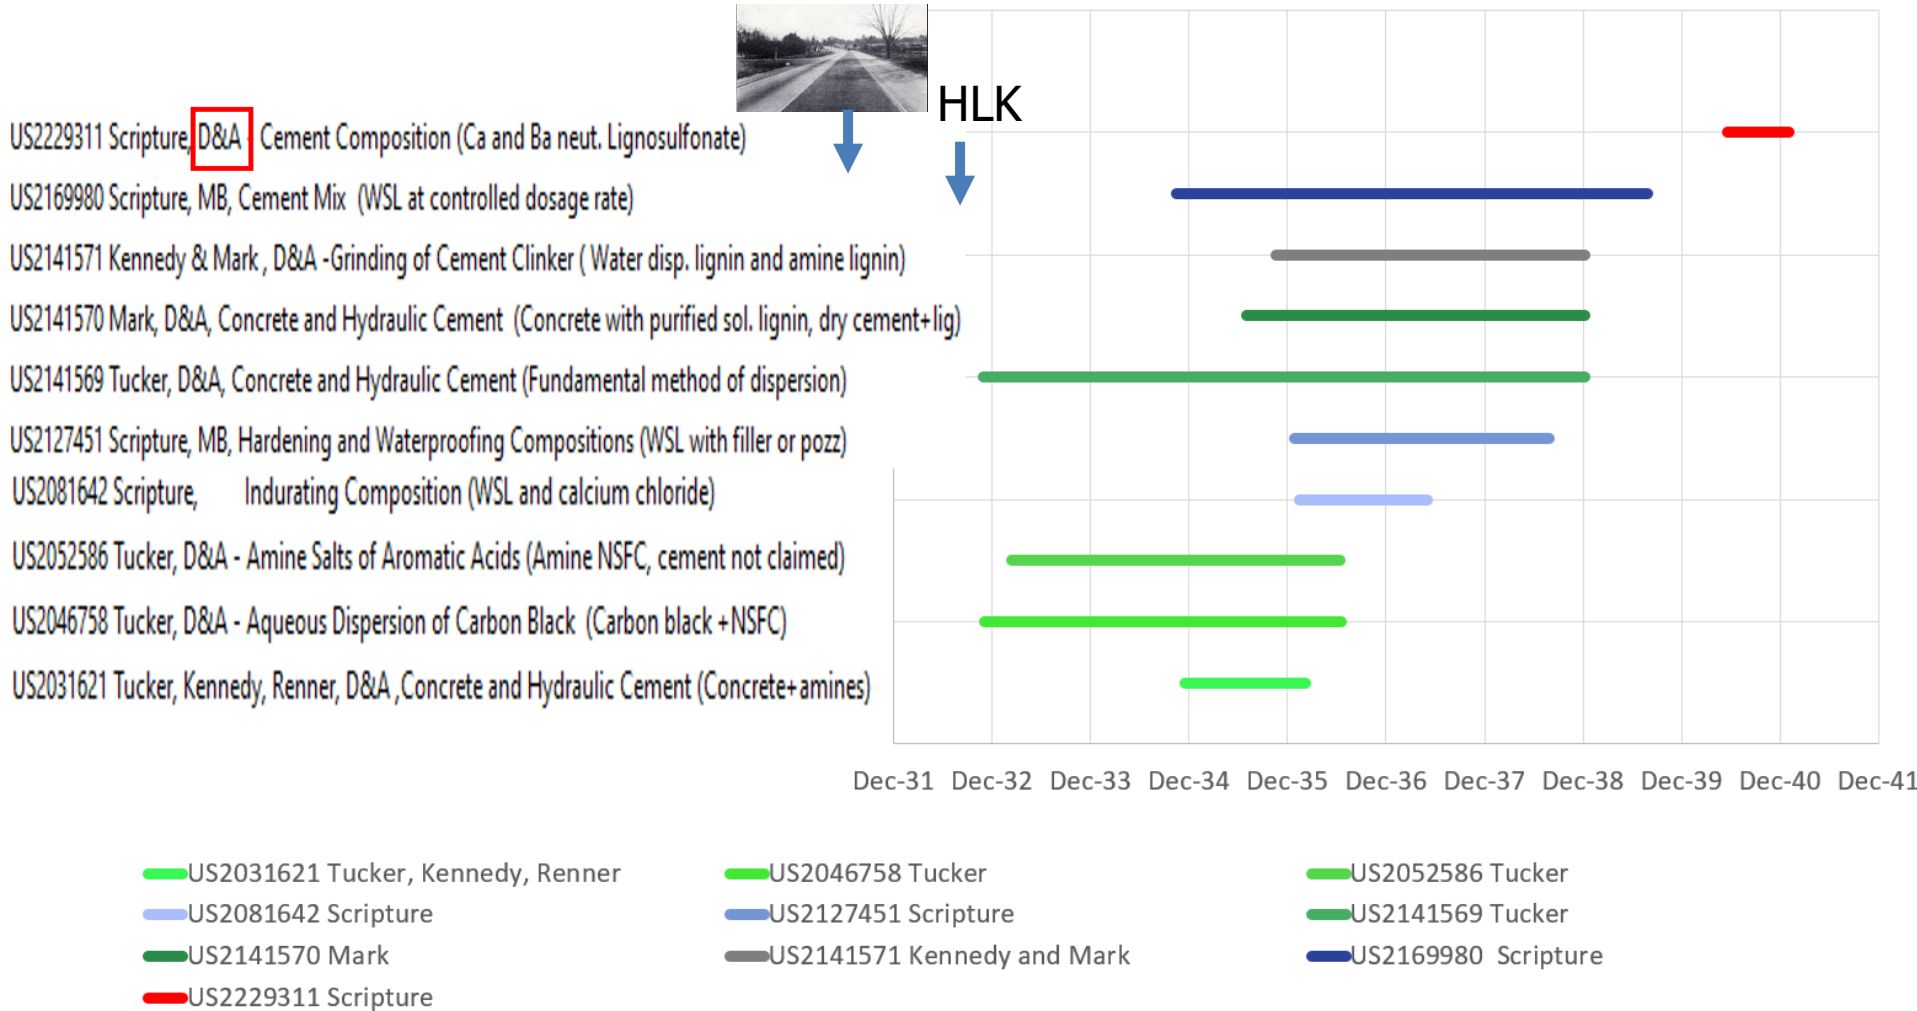 HLK
US2229311 Scripture, D&A - Cement Composition (Ca and Ba neut. Lignosulfonate)
US2169980 Scripture, MB, Cement Mix (WSL at controlled dosage rate)
US2141571 Kennedy & Mark , D&A -Grinding of Cement Clinker ( Water disp. lignin and amine lignin)
US2141570 Mark, D&A, Concrete and Hydraulic Cement (Concrete with purified sol. lignin, dry cement+lig)
US2141569 Tucker, D&A, Concrete and Hydraulic Cement (Fundamental method of dispersion)
US2127451 Scripture, MB, Hardening and Waterproofing Compositions (WSL with filler or pozz)
US2081642 Scripture, Indurating Composition (WSL and calcium chloride)
US2052586 Tucker, D&A - Amine Salts of Aromatic Acids (Amine NSFC, cement not claimed)
US2046758 Tucker, D&A - Aqueous Dispersion of Carbon Black (Carbon black +NSFC)
US2031621 Tucker, Kennedy, Renner, D&A ,Concrete and Hydraulic Cement (Concrete+amines)
Dec-31 Dec-32 Dec-33 Dec-34 Dec-35 Dec-36 Dec-37 Dec-38 Dec-39 Dec-40 Dec-41
US2031621 Tucker, Kennedy, Renner US2046758 Tucker US2052586 Tucker
US2081642 Scripture US2127451 Scripture US2141569 Tucker
US2141570 Mark US2141571 Kennedy and Mark US2169980 Scripture
US2229311 Scripture